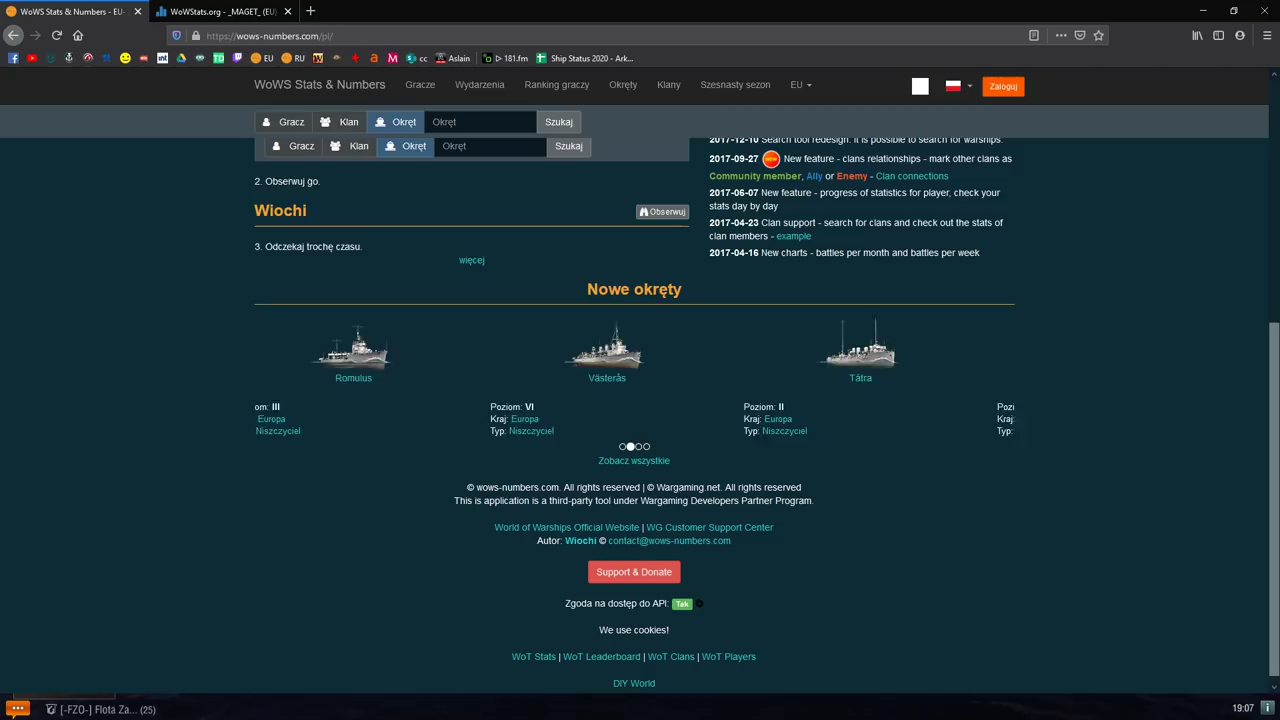 WoWS Stats & Numbers - EU -
WoWStats.org - _MAGET_ (EU)
https://wows-numbers.com/pl/
EU
RU
cc
Aslain
▷ 181.fm
Ship Status 2020 - Ark...
WoWS Stats & Numbers
Gracze
Wydarzenia
Ranking graczy
Okręty
Klany
Szesnasty sezon
EU
Zaloguj
Gracz
Klan
Okręt
Okręt
Szukaj
Gracz
Klan
Okręt
Okręt
Szukaj
2. Obserwuj go.
Wiochi
Obserwuj
3. Odczekaj trochę czasu.
więcej
2017-12-10 Search tool redesign. It is possible to search for warships.
2017-09-27 NEW New feature - clans relationships - mark other clans as
Community member, Ally or Enemy - Clan connections
2017-06-07 New feature - progress of statistics for player, check your
stats day by day
2017-04-23 Clan support - search for clans and check out the stats of
clan members - example
2017-04-16 New charts - battles per month and battles per week
Nowe okręty
Romulus
Västerås
Tátra
om: III
Europa
Niszczyciel
Poziom: VI
Kraj: Europa
Typ: Niszczyciel
Poziom: II
Kraj: Europa
Typ: Niszczyciel
Pozi
Kraj:
Typ:
Zobacz wszystkie
© wows-numbers.com. All rights reserved | © Wargaming.net. All rights reserved
This is application is a third-party tool under Wargaming Developers Partner Program.
World of Warships Official Website | WG Customer Support Center
Autor: Wiochi © contact@wows-numbers.com
Support & Donate
Zgoda na dostęp do API: Tak
We use cookies!
WoT Stats | WoT Leaderboard | WoT Clans | WoT Players
DIY World
[-FZO-] Flota Za... (25)
19:07